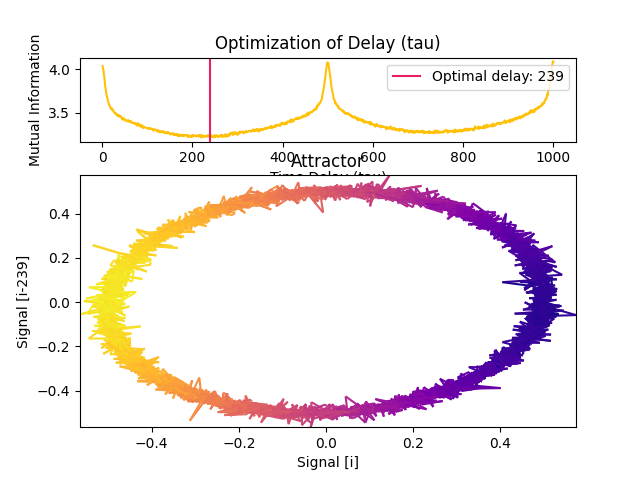 Optimization of Delay (tau)
Mutual Information
4.0
3.5
Optimal delay: 239
0
200
400
600
800
1000
Time Delay (tau)
Attractor
Signal [i-239]
0.4
0.2
0.0
−0.2
−0.4
−0.4
−0.2
0.0
0.2
0.4
Signal [i]